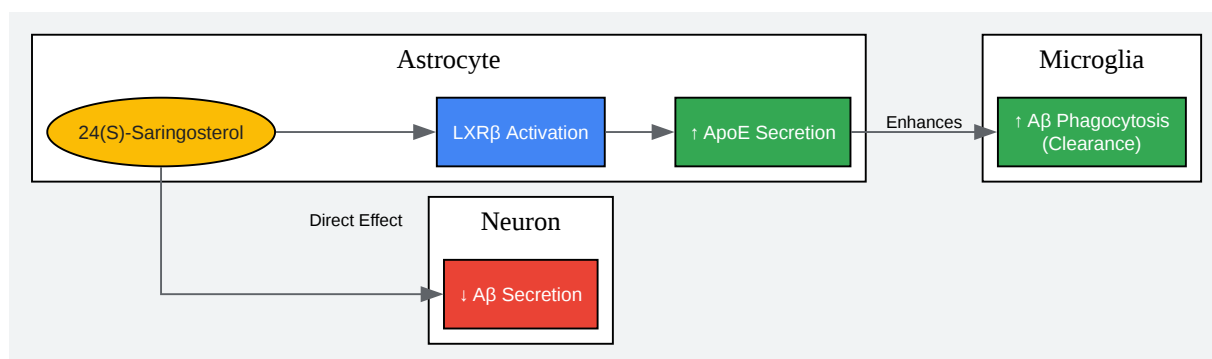 Astrocyte
Microglia
24(S)-Saringosterol
LXRβ Activation
↑ ApoE Secretion
Enhances
↑ Aβ Phagocytosis
(Clearance)
Direct Effect
Neuron
↓ Aβ Secretion